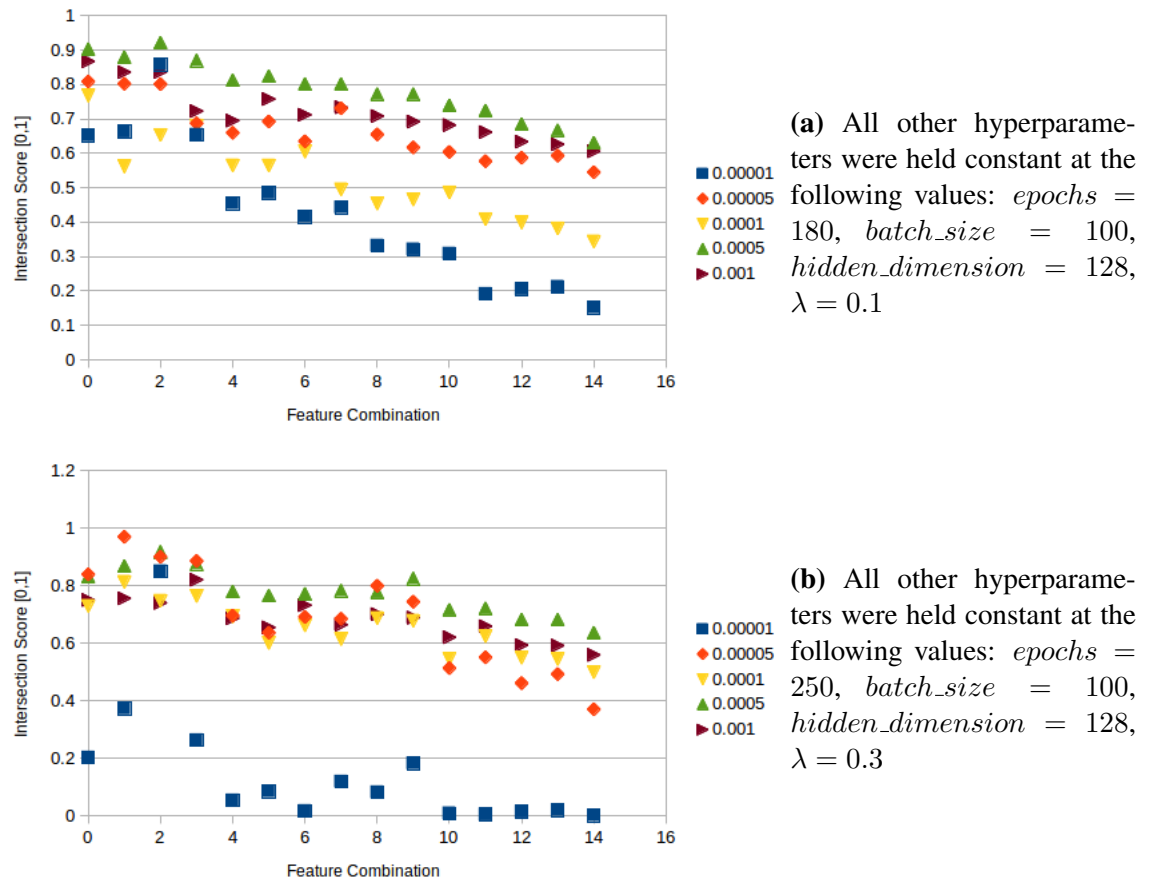 1
0.9
0.8
0.7
0.6
0.5
0.4
0.3
0.2
0.1
0
Intersection Score [0,1]
0 2 4 6 8 10 12 14 16
Feature Combination
0.00001
0.00005
0.0001
0.0005
0.001
(a) All other hyperparame-
ters were held constant at the
following values: epochs =
180, batch_size = 100,
hidden_dimension = 128,
λ = 0.1
1.2
1
0.8
0.6
0.4
0.2
0
Intersection Score [0,1]
0 2 4 6 8 10 12 14 16
Feature Combination
0.00001
0.00005
0.0001
0.0005
0.001
(b) All other hyperparame-
ters were held constant at the
following values: epochs =
250, batch_size = 100,
hidden_dimension = 128,
λ = 0.3